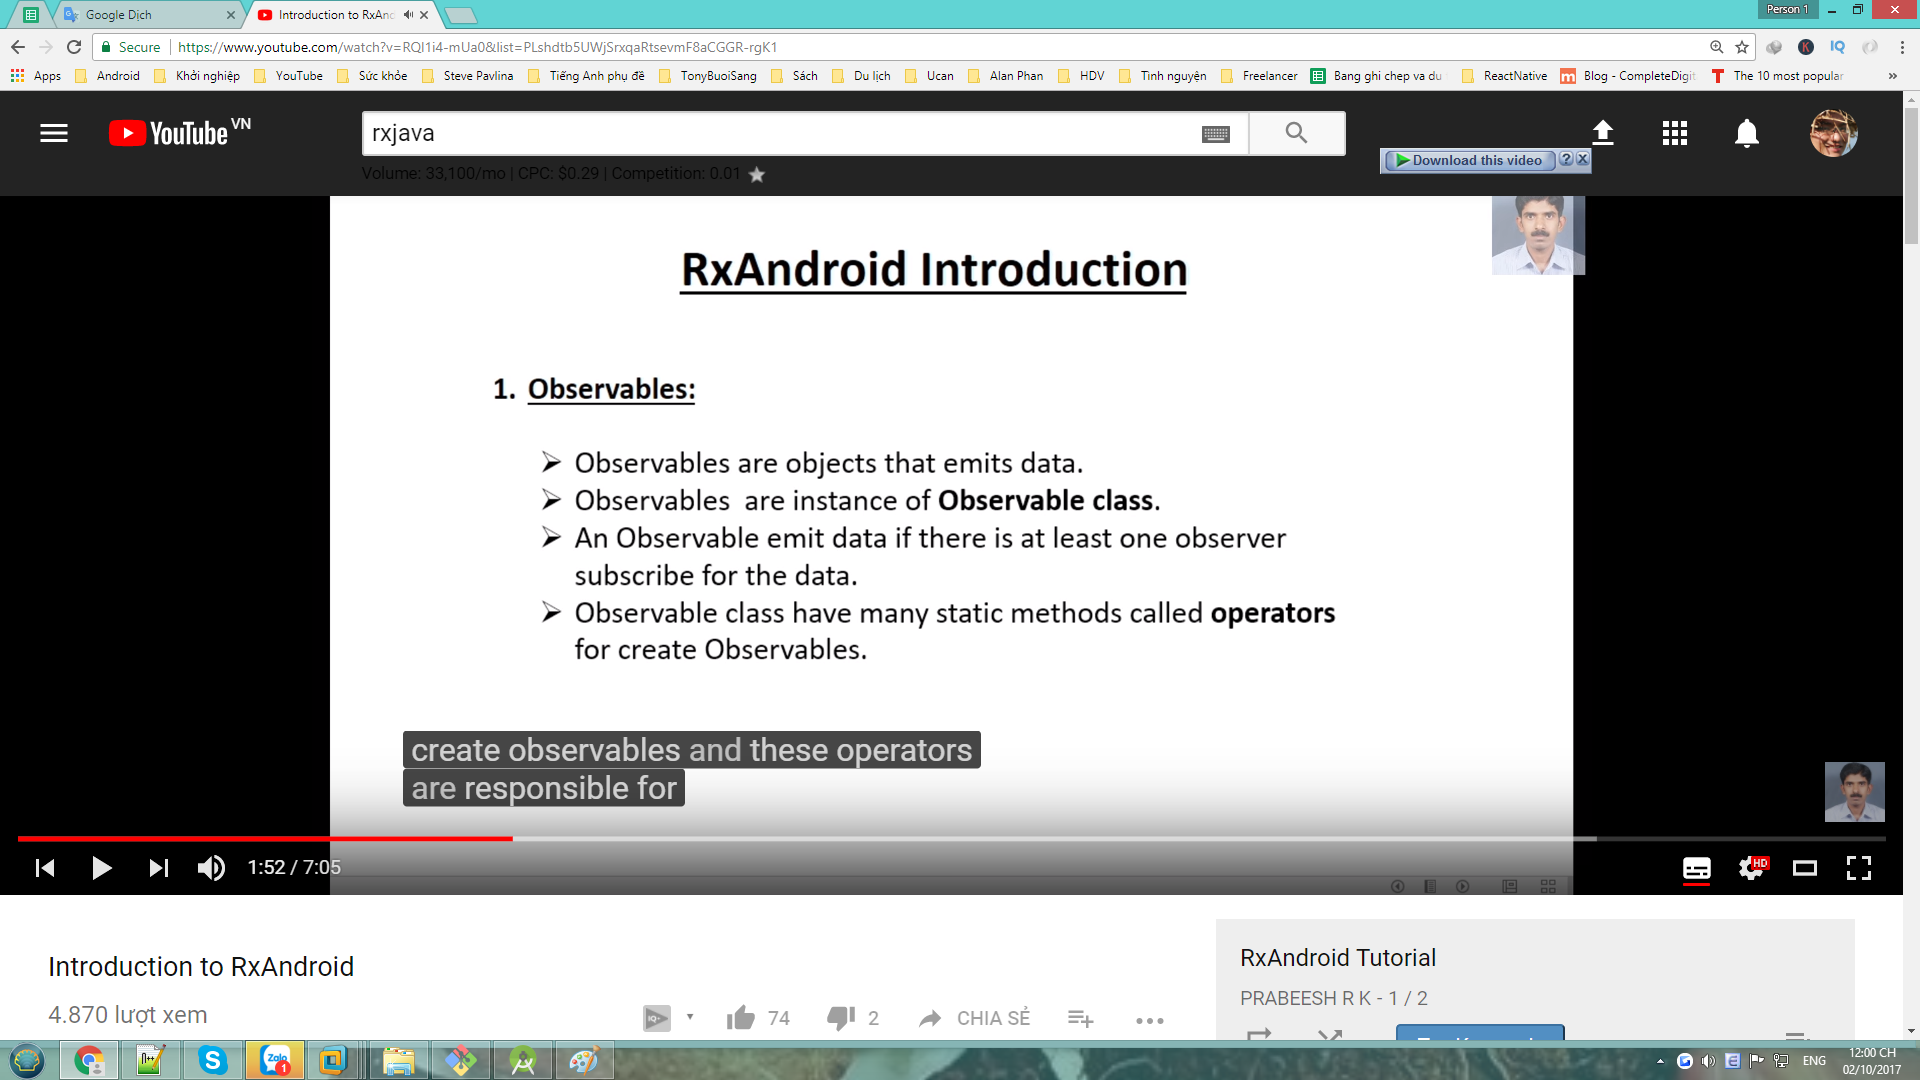 Google Dịch
Introduction to RxAnd
Person 1
Secure
https://www.youtube.com/watch?v=RQI1i4-mUa0&list=PLshdtb5UWjSrxqaRtsevmF8aCGGR-rgK1
IQ
Apps Android Khởi nghiệp YouTube Sức khỏe Steve Pavlina Tiếng Anh phụ đề TonyBuoiSang Sách Du lịch Ucan Alan Phan HDV Tình nguyện Freelancer Bang ghi chep va du ReactNative Blog - CompleteDigit The 10 most popular »
YouTube VN
rxjava
Volume: 33,100/mo | CPC: $0.29 | Competition: 0.01
Download this video ?
RxAndroid Introduction
1. Observables:
Observables are objects that emits data.
Observables are instance of Observable class.
An Observable emit data if there is at least one observer
subscribe for the data.
Observable class have many static methods called operators
for create Observables.
create observables and these operators
are responsible for
1:52 / 7:05
HD
Introduction to RxAndroid
4.870 lượt xem
74
2
CHIA SẺ
RxAndroid Tutorial
PRABEESH R K - 1 / 2
Zalo
1
ENG
12:00 CH
02/10/2017